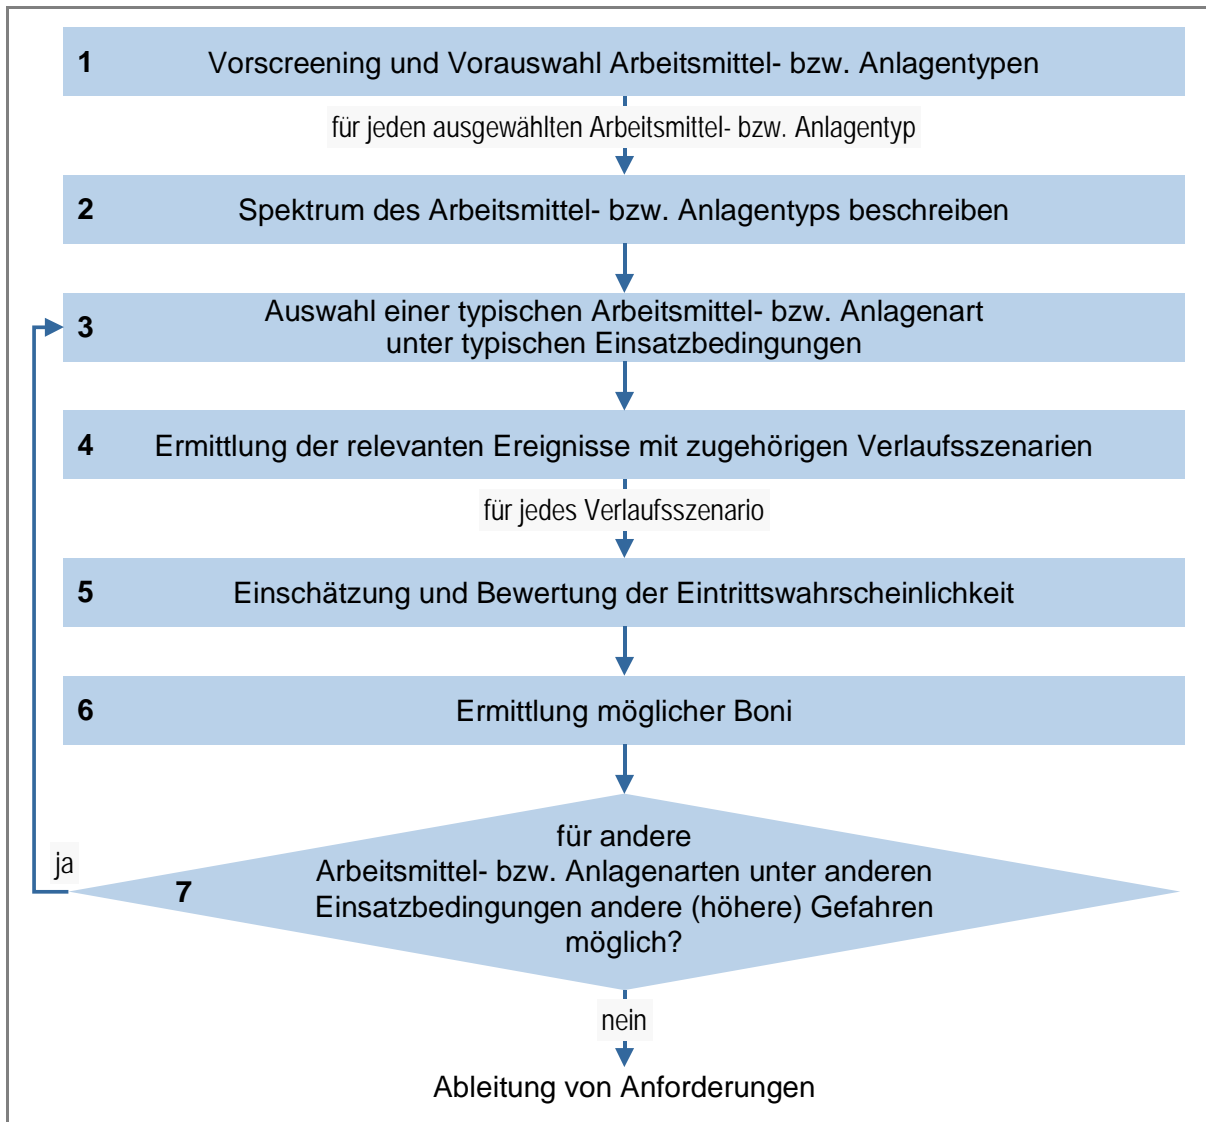 1 Vorscreening und Vorauswahl Arbeitsmittel- bzw. Anlagentypen
für jeden ausgewählten Arbeitsmittel- bzw. Anlagentyp
2 Spektrum des Arbeitsmittel- bzw. Anlagentyps beschreiben
3 Auswahl einer typischen Arbeitsmittel- bzw. Anlagenart
unter typischen Einsatzbedingungen
4 Ermittlung der relevanten Ereignisse mit zugehörigen Verlaufsszenarien
für jedes Verlaufsszenario
5 Einschätzung und Bewertung der Eintrittswahrscheinlichkeit
6 Ermittlung möglicher Boni
ja
7 für andere
Arbeitsmittel- bzw. Anlagenarten unter anderen
Einsatzbedingungen andere (höhere) Gefahren
möglich?
nein
Ableitung von Anforderungen